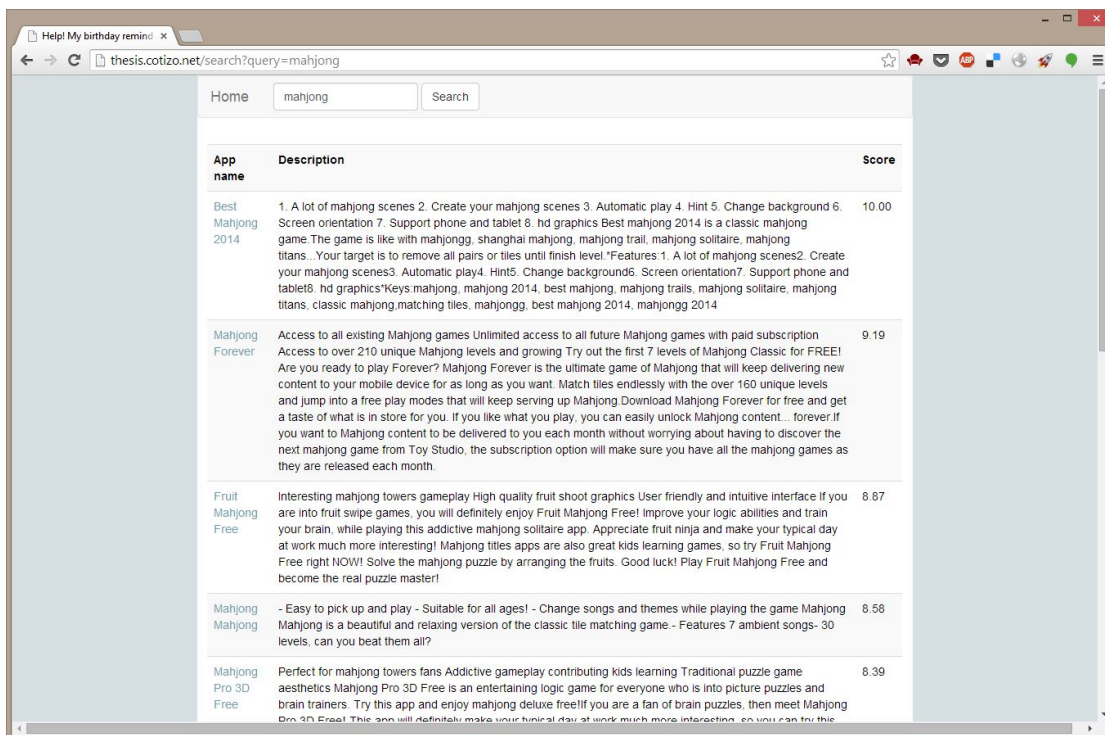 Help! My birthday remind
thesis.cotizo.net/search?query=mahjong
ABP
Home mahjong Search
App name Description Score
Best Mahjong 2014
1. A lot of mahjong scenes 2. Create your mahjong scenes 3. Automatic play 4. Hint 5. Change background 6. 10.00
Screen orientation 7. Support phone and tablet 8. hd graphics Best mahjong 2014 is a classic mahjong
game.The game is like with mahjongg, shanghai mahjong, mahjong trail, mahjong solitaire, mahjong
titans...Your target is to remove all pairs or tiles until finish level.*Features:1. A lot of mahjong scenes2. Create
your mahjong scenes3. Automatic play4. Hint5. Change background6. Screen orientation7. Support phone and
tablet8. hd graphics*Keys:mahjong, mahjong 2014, best mahjong, mahjong trails, mahjong solitaire, mahjong
titans, classic mahjong,matching tiles, mahjongg, best mahjong 2014, mahjongg 2014
Mahjong Forever
Access to all existing Mahjong games Unlimited access to all future Mahjong games with paid subscription 9.19
Access to over 210 unique Mahjong levels and growing Try out the first 7 levels of Mahjong Classic for FREE!
Are you ready to play Forever? Mahjong Forever is the ultimate game of Mahjong that will keep delivering new
content to your mobile device for as long as you want. Match tiles endlessly with the over 160 unique levels
and jump into a free play modes that will keep serving up Mahjong.Download Mahjong Forever for free and get
a taste of what is in store for you. If you like what you play, you can easily unlock Mahjong content... forever.If
you want to Mahjong content to be delivered to you each month without worrying about having to discover the
next mahjong game from Toy Studio, the subscription option will make sure you have all the mahjong games as
they are released each month.
Fruit Mahjong Free
Interesting mahjong towers gameplay High quality fruit shoot graphics User friendly and intuitive interface If you 8.87
are into fruit swipe games, you will definitely enjoy Fruit Mahjong Free! Improve your logic abilities and train
your brain, while playing this addictive mahjong solitaire app. Appreciate fruit ninja and make your typical day
at work much more interesting! Mahjong titles apps are also great kids learning games, so try Fruit Mahjong
Free right NOW! Solve the mahjong puzzle by arranging the fruits. Good luck! Play Fruit Mahjong Free and
become the real puzzle master!
Mahjong Mahjong
- Easy to pick up and play - Suitable for all ages! - Change songs and themes while playing the game Mahjong 8.58
Mahjong is a beautiful and relaxing version of the classic tile matching game.- Features 7 ambient songs- 30
levels, can you beat them all?
Mahjong Pro 3D Free
Perfect for mahjong towers fans Addictive gameplay contributing kids learning Traditional puzzle game 8.39
aesthetics Mahjong Pro 3D Free is an entertaining logic game for everyone who is into picture puzzles and
brain trainers. Try this app and enjoy mahjong deluxe free!If you are a fan of brain puzzles, then meet Mahjong
Pro 3D Free! This app will definitely make your typical day at work much more interesting, so you can try this